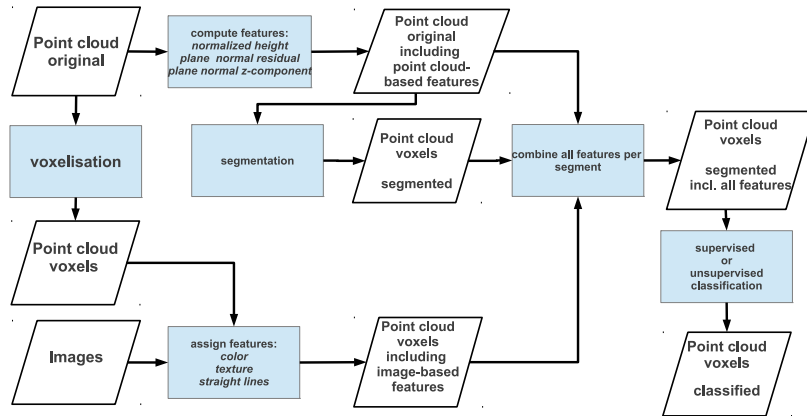 Point cloud
original
compute features:
normalized height
plane normal residual
plane normal z-component
Point cloud
original
including
point cloud-
based features
voxelisation
segmentation
Point cloud
voxels
segmented
combine all features per
segment
Point cloud
voxels
segmented
incl. all features
Point cloud
voxels
supervised
or
unsupervised
classification
Images
assign features:
color
texture
straight lines
Point cloud
voxels
including
image-based
features
Point cloud
voxels
classified